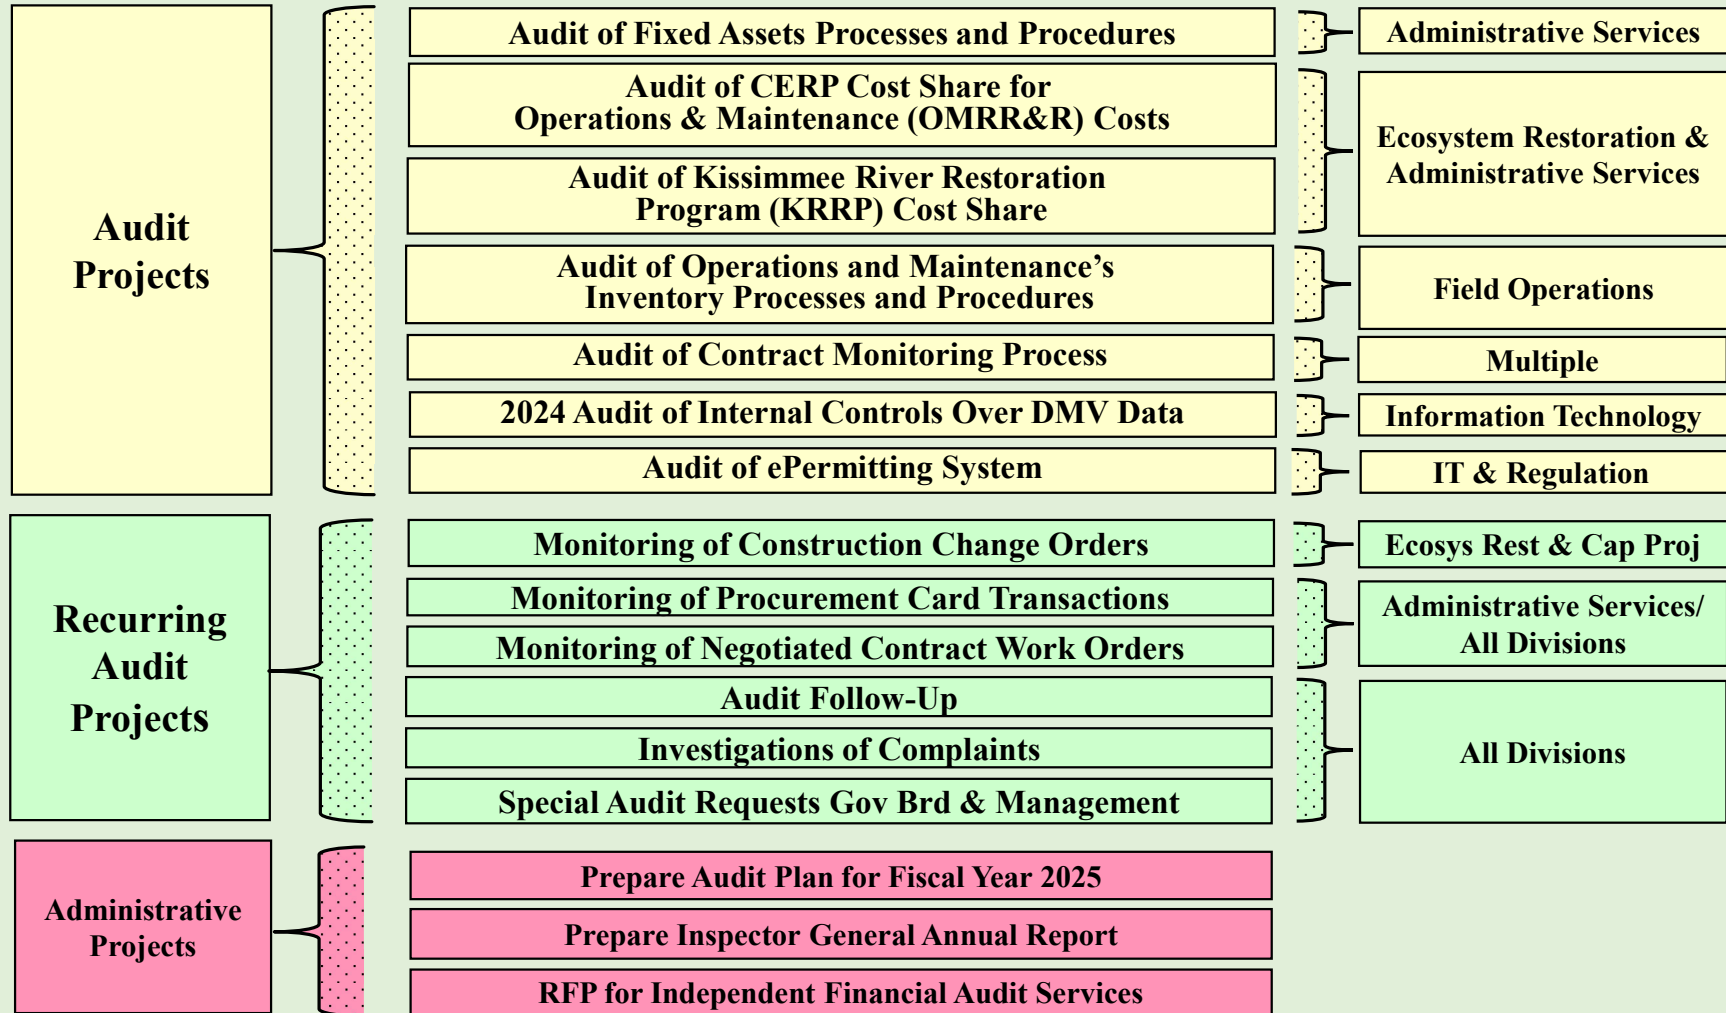 Audit
Projects
Audit of Fixed Assets Processes and Procedures
Administrative Services
Audit of CERP Cost Share for
Operations & Maintenance (OMRR&R) Costs
Audit of Kissimmee River Restoration
Program (KRRP) Cost Share
Ecosystem Restoration &
Administrative Services
Audit of Operations and Maintenance’s
Inventory Processes and Procedures
Field Operations
Audit of Contract Monitoring Process
Multiple
2024 Audit of Internal Controls Over DMV Data
Information Technology
Audit of ePermitting System
IT & Regulation
Recurring
Audit
Projects
Monitoring of Construction Change Orders
Ecosys Rest & Cap Proj
Monitoring of Procurement Card Transactions
Monitoring of Negotiated Contract Work Orders
Administrative Services/
All Divisions
Audit Follow-Up
Investigations of Complaints
Special Audit Requests Gov Brd & Management
All Divisions
Administrative
Projects
Prepare Audit Plan for Fiscal Year 2025
Prepare Inspector General Annual Report
RFP for Independent Financial Audit Services